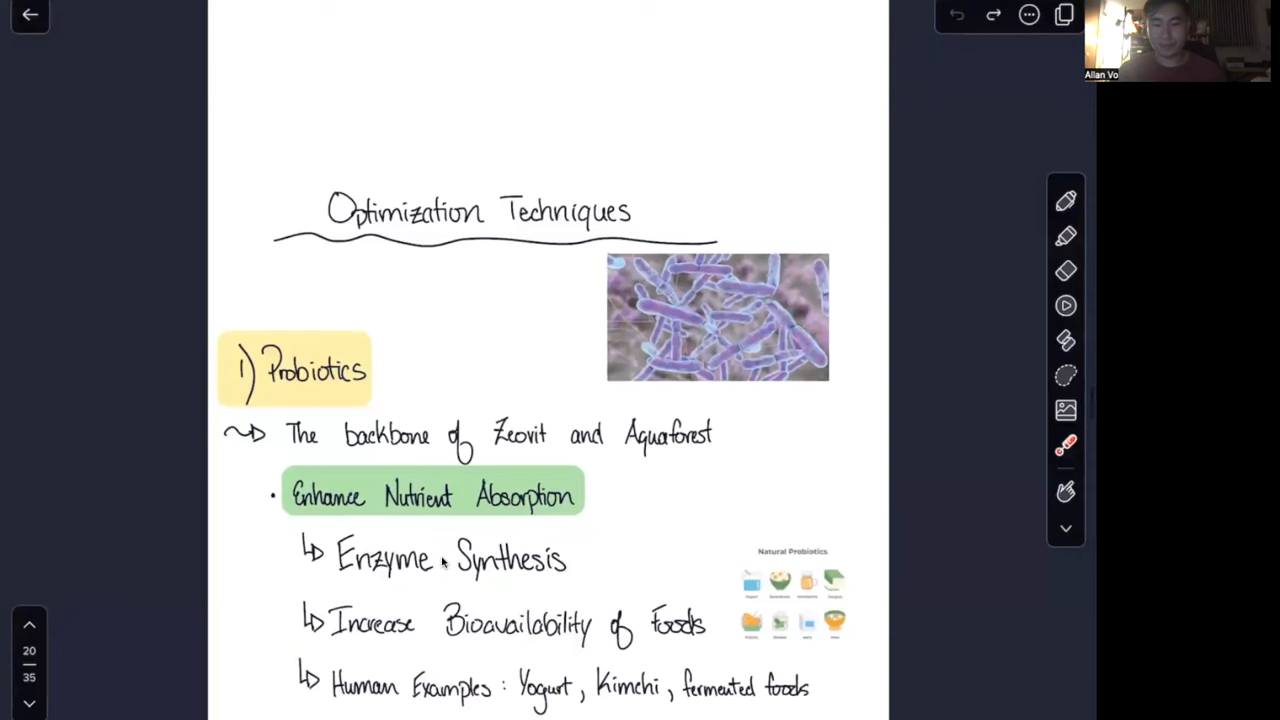 Allan Vo
Optimization Techniques
1) Probiotics
The backbone of Zeovit and Aquaforest
• Enhance Nutrient Absorption
Enzyme Synthesis
Natural Probiotics
Increase Bioavailability of Foods
Human Examples: Yogurt, Kimchi, fermented foods
20
35